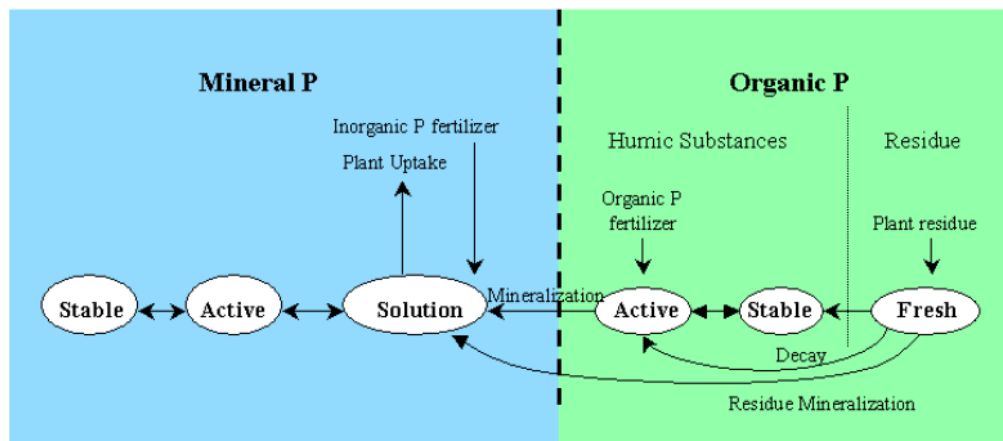 Mineral P
Organic P
Inorganic P fertilizer
Plant Uptake
Humic Substances
Residue
Organic P
fertilizer
Plant residue
Stable
Active
Solution
Mineralization
Active
Stable
Fresh
Decay
Residue Mineralization